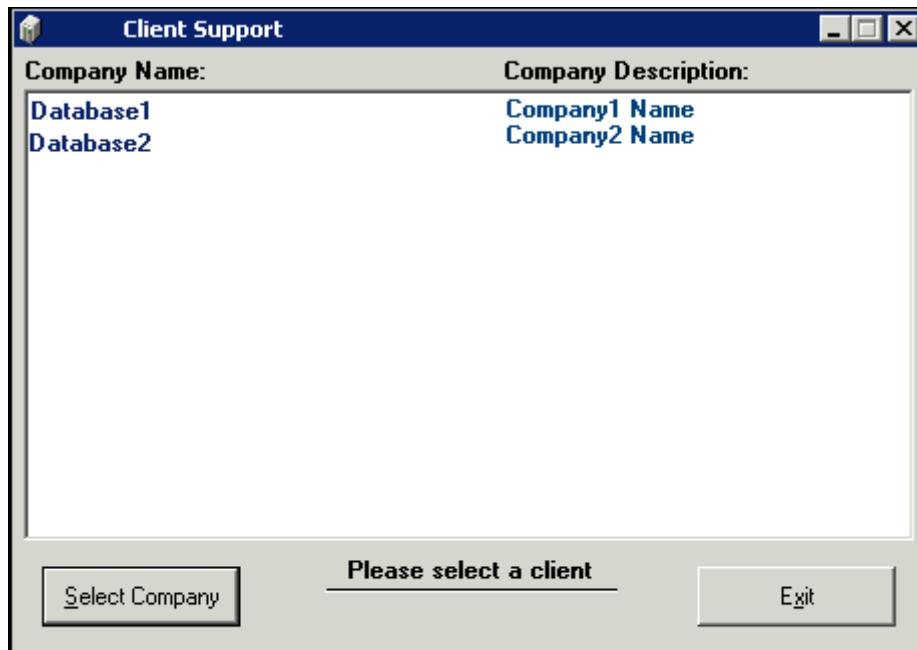 Client Support
Company Name: Company Description:
Database1 Company1 Name
Database2 Company2 Name
Please select a client
Select Company Exit